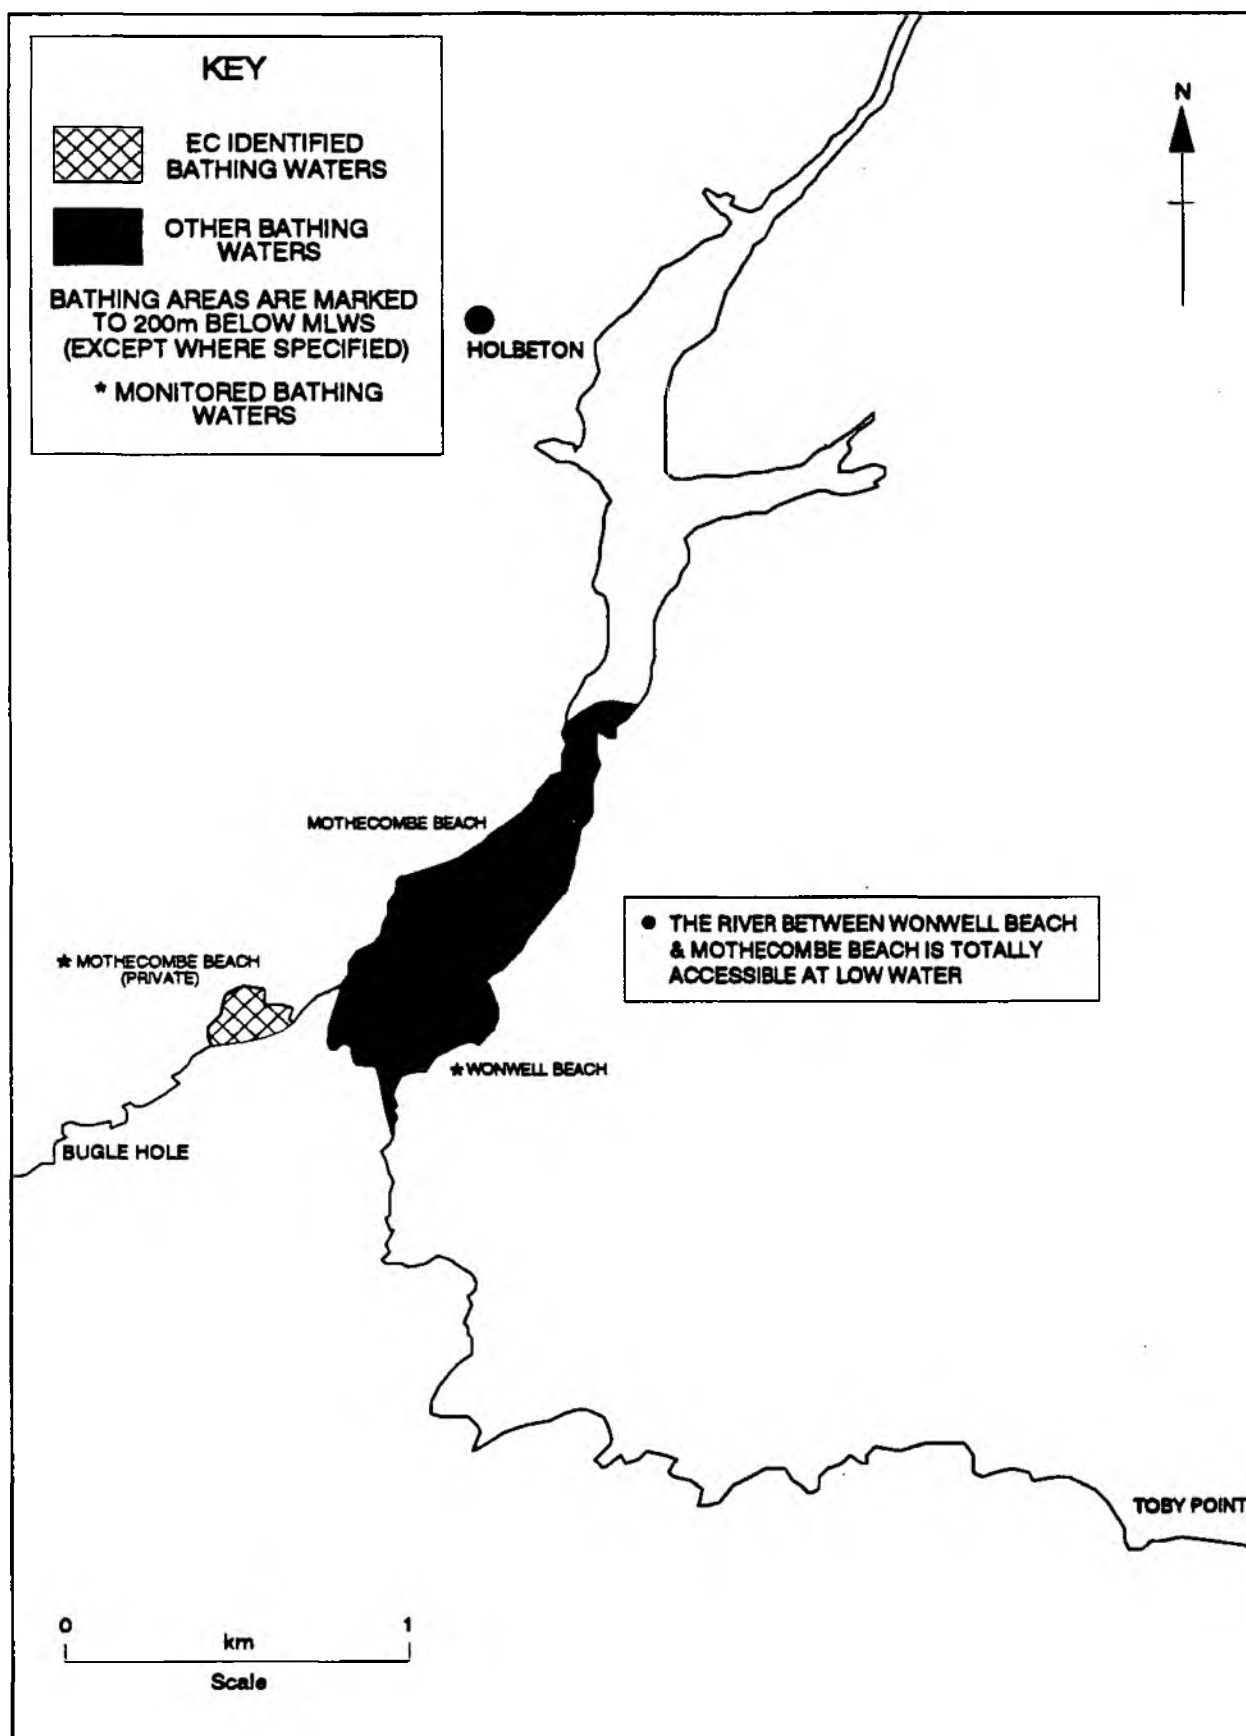 KEY
EC IDENTIFIED
BATHING WATERS
OTHER BATHING
WATERS
BATHING AREAS ARE MARKED
TO 200m BELOW MLWS
(EXCEPT WHERE SPECIFIED)
* MONITORED BATHING
WATERS
N
HOLBETON
MOTHECOMBE BEACH
● THE RIVER BETWEEN WONWELL BEACH
& MOTHECOMBE BEACH IS TOTALLY
ACCESSIBLE AT LOW WATER
* MOTHECOMBE BEACH
(PRIVATE)
* WONWELL BEACH
BUGLE HOLE
TOBY POINT
0 1
km
Scale